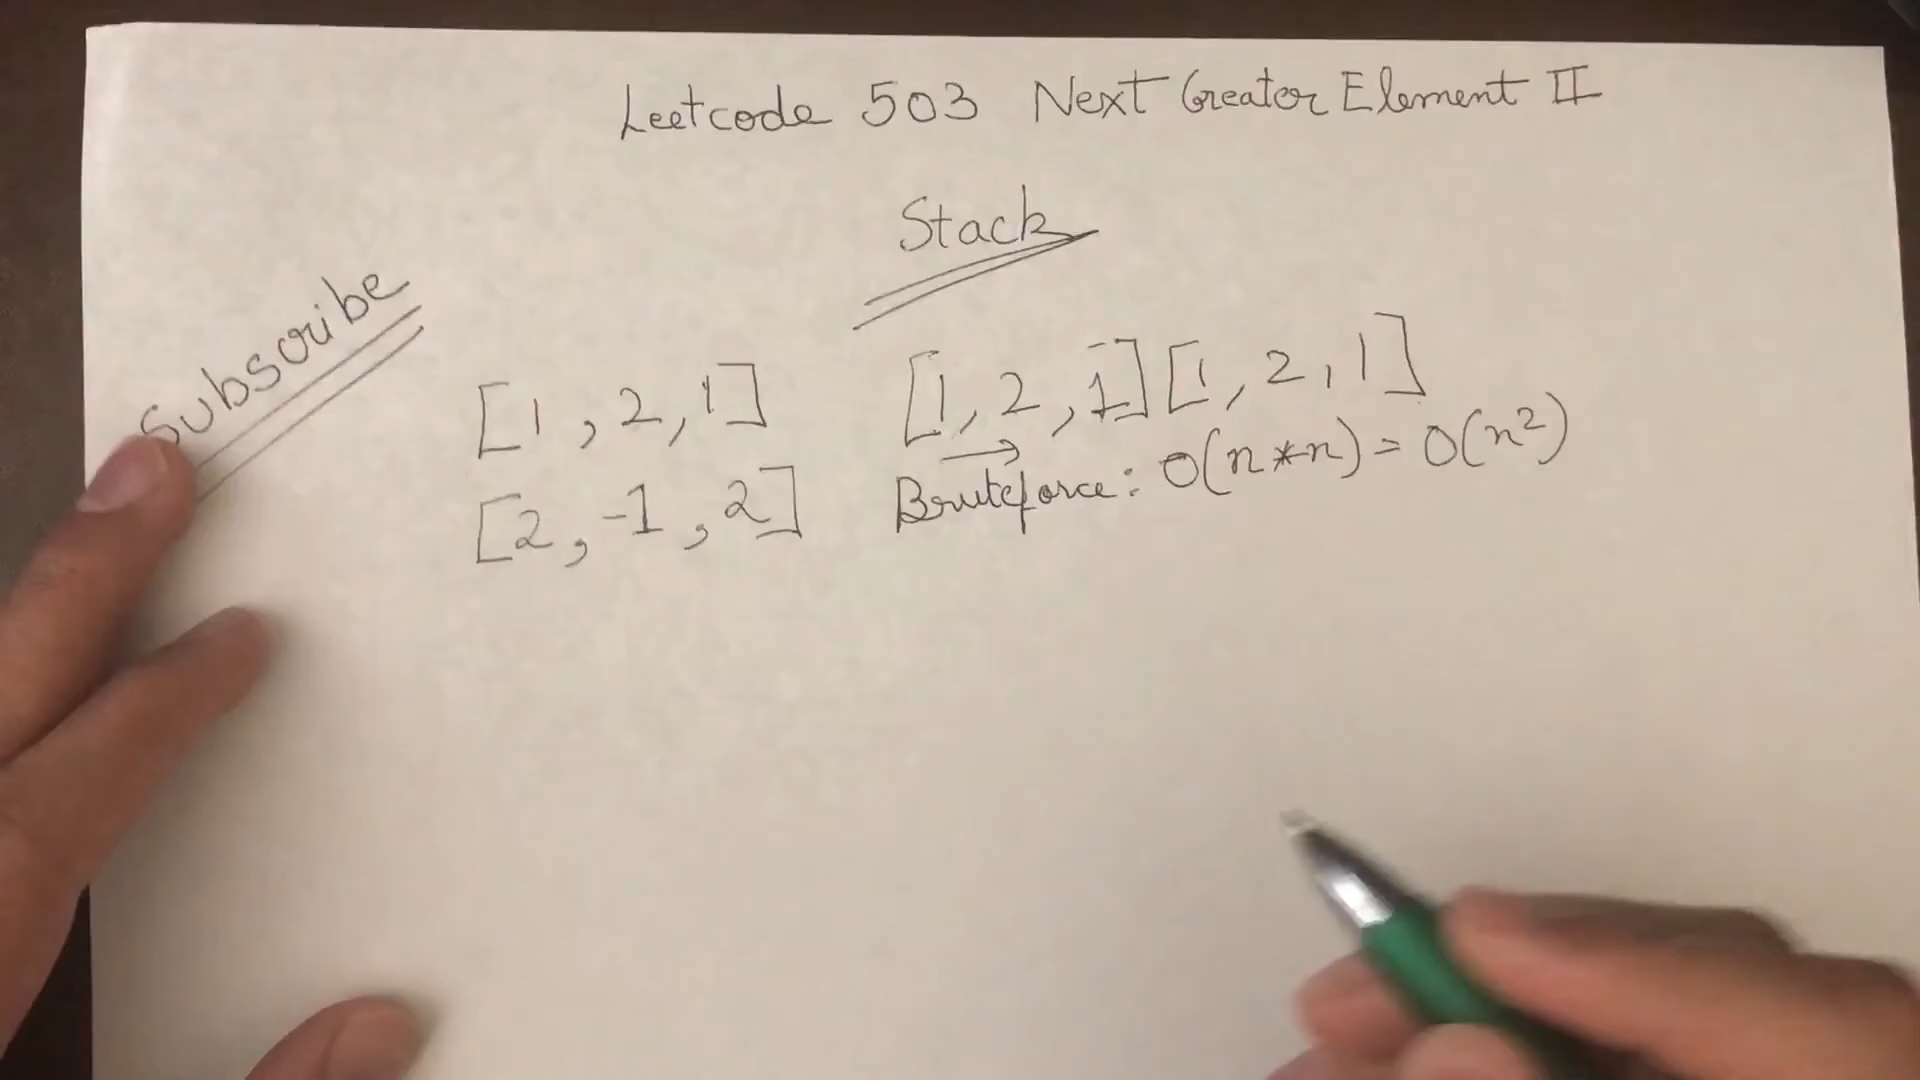 Leetcode 503 Next Greator Element II
Stack
Subscribe
[1, 2, 1] [1, 2, 1][1, 2, 1]
[2, -1, 2] Bruteforce: O(n*n) = O(n²)